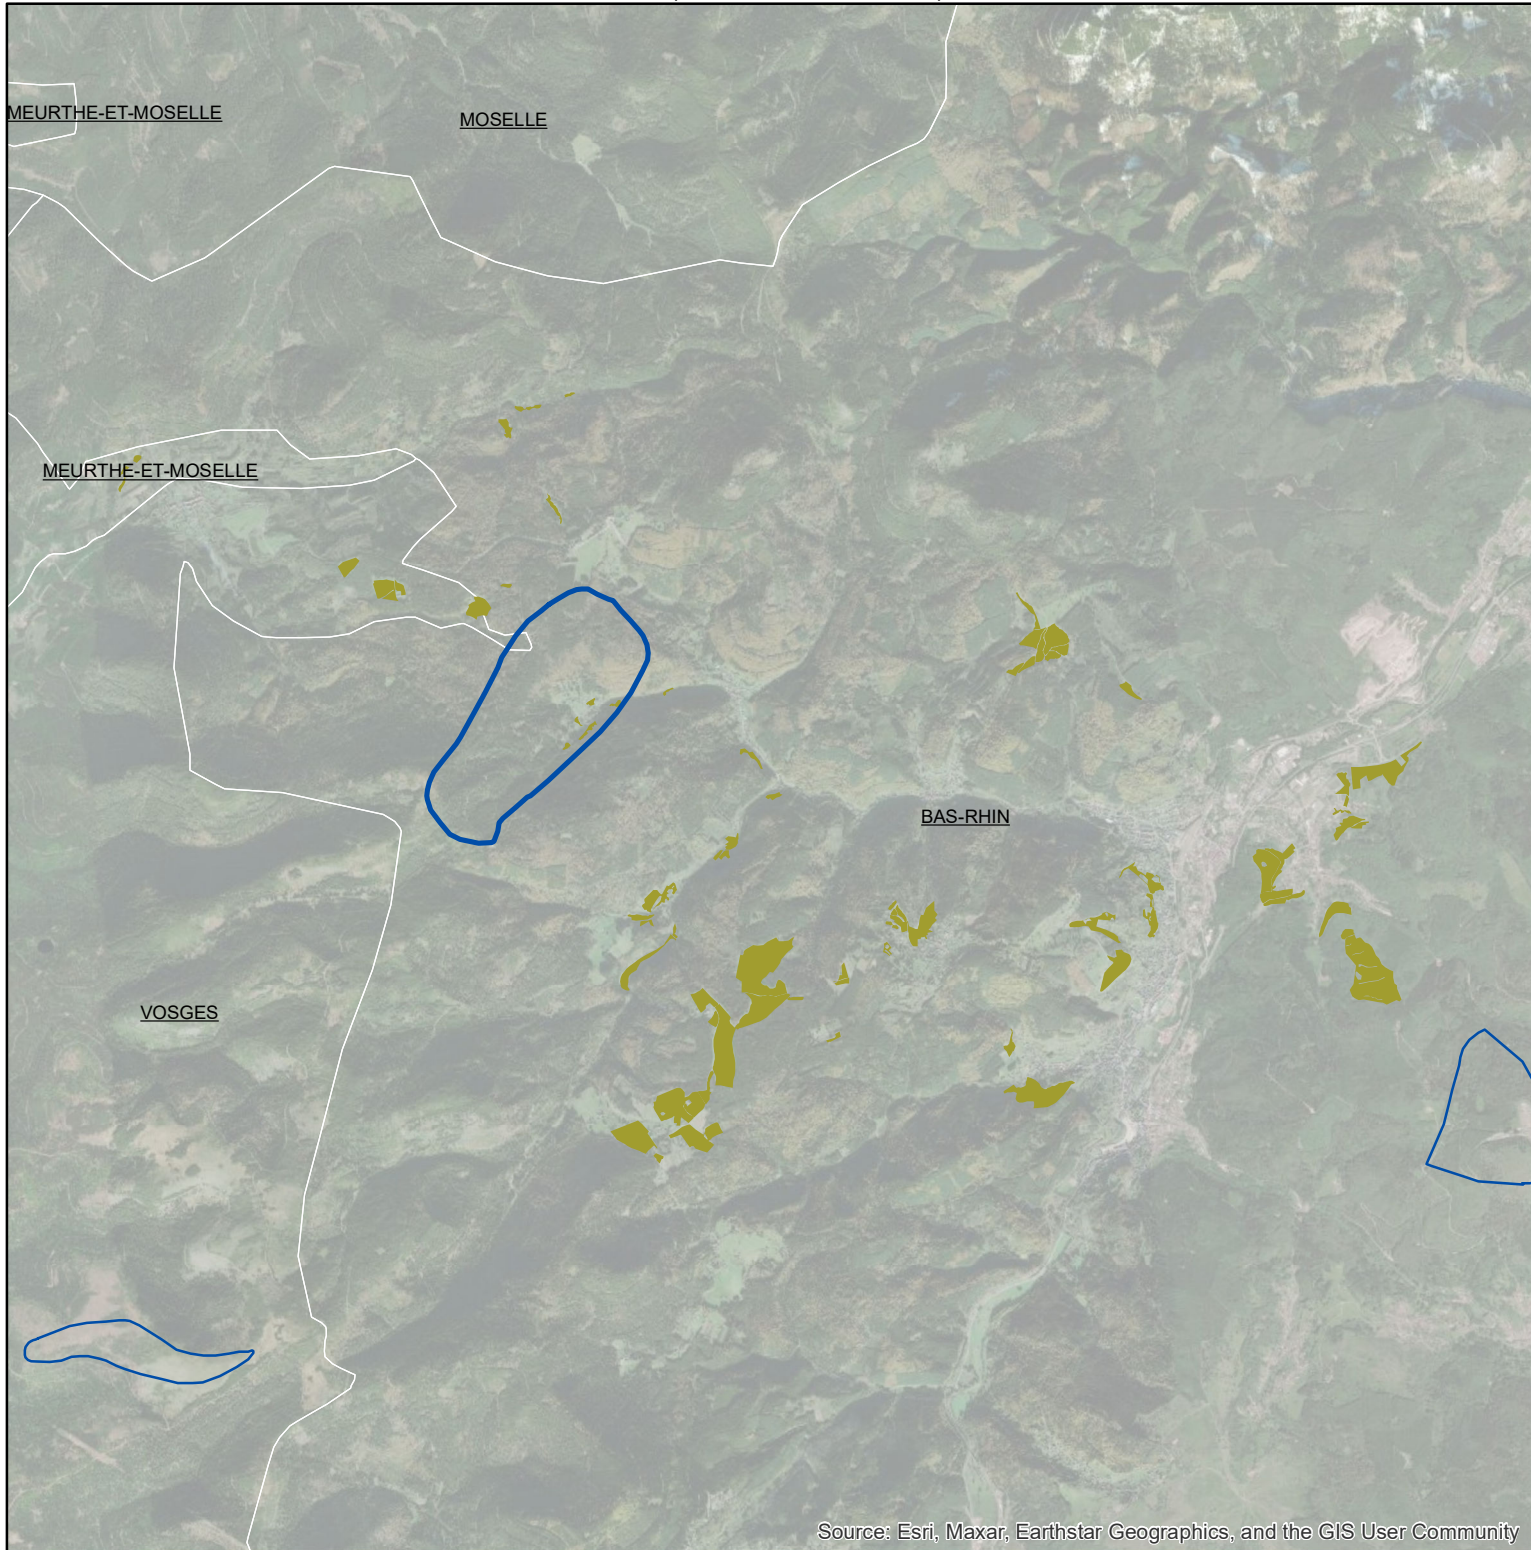 MEURTHE-ET-MOSELLE
MOSELLE
MEURTHE-ET-MOSELLE
BAS-RHIN
VOSGES
Source: Esri, Maxar, Earthstar Geographics, and the GIS User Community